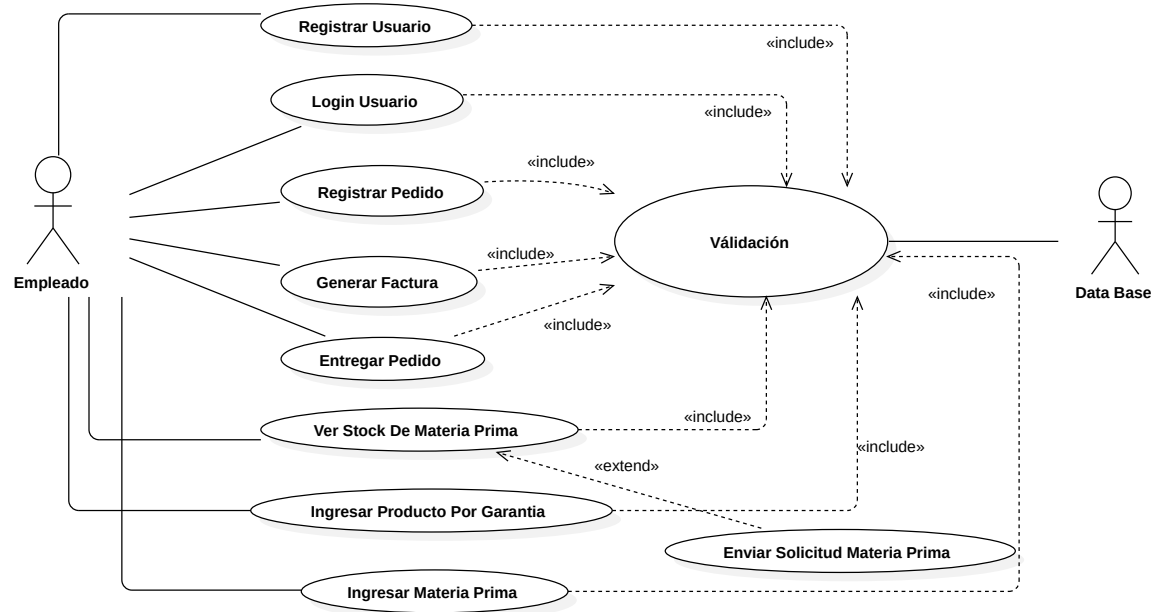 Registrar Usuario
«include»
Login Usuario
«include»
«include»
Registrar Pedido
Válidación
«include»
Empleado
Generar Factura
Data Base
«include»
«include»
Entregar Pedido
«include»
Ver Stock De Materia Prima
«include»
«extend»
Ingresar Producto Por Garantia
Enviar Solicitud Materia Prima
Ingresar Materia Prima